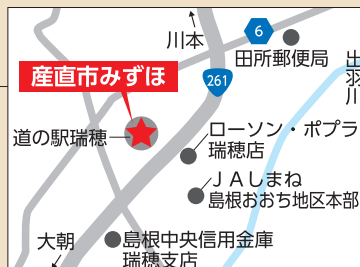 川本
6
田所郵便局
261
産直市みずほ
出羽川
道の駅瑞穂
ローソン・ポプラ
瑞穂店
JAしまね
島根おおち地区本部
大朝
島根中央信用金庫
瑞穂支店